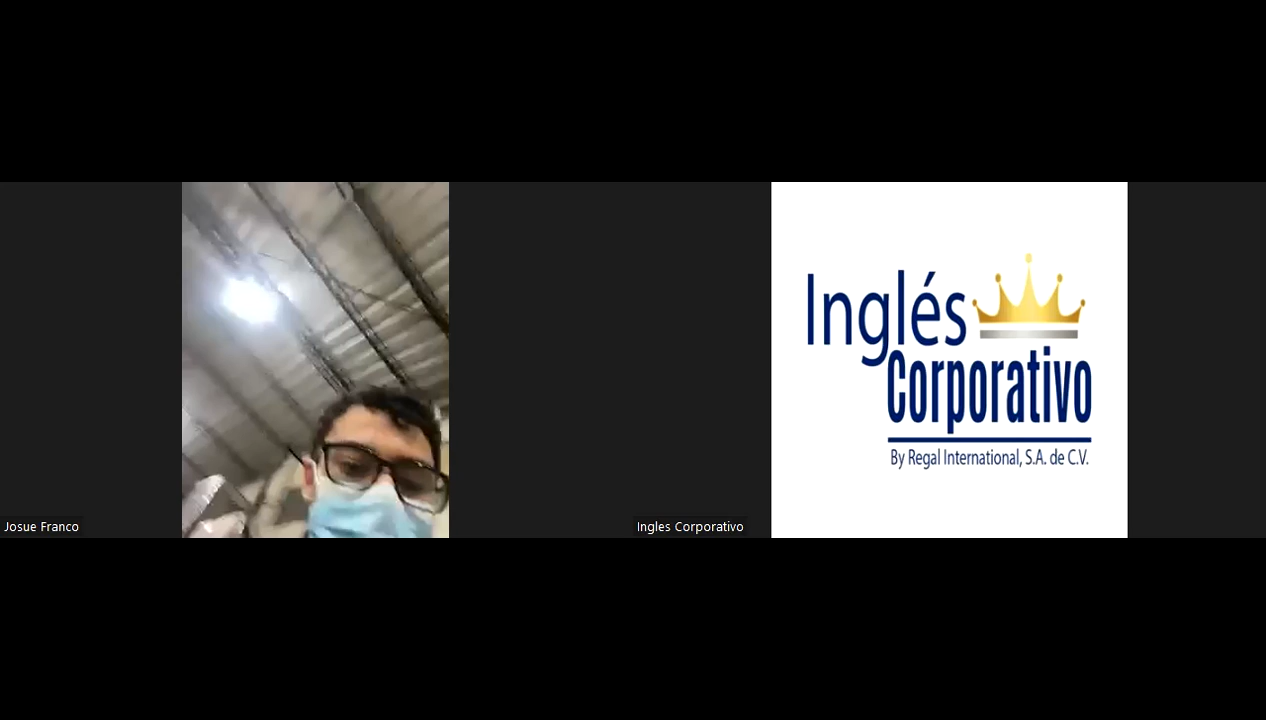 Inglés
Corporativo
By Regal International, S.A. de C.V.
Josue Franco
Ingles Corporativo